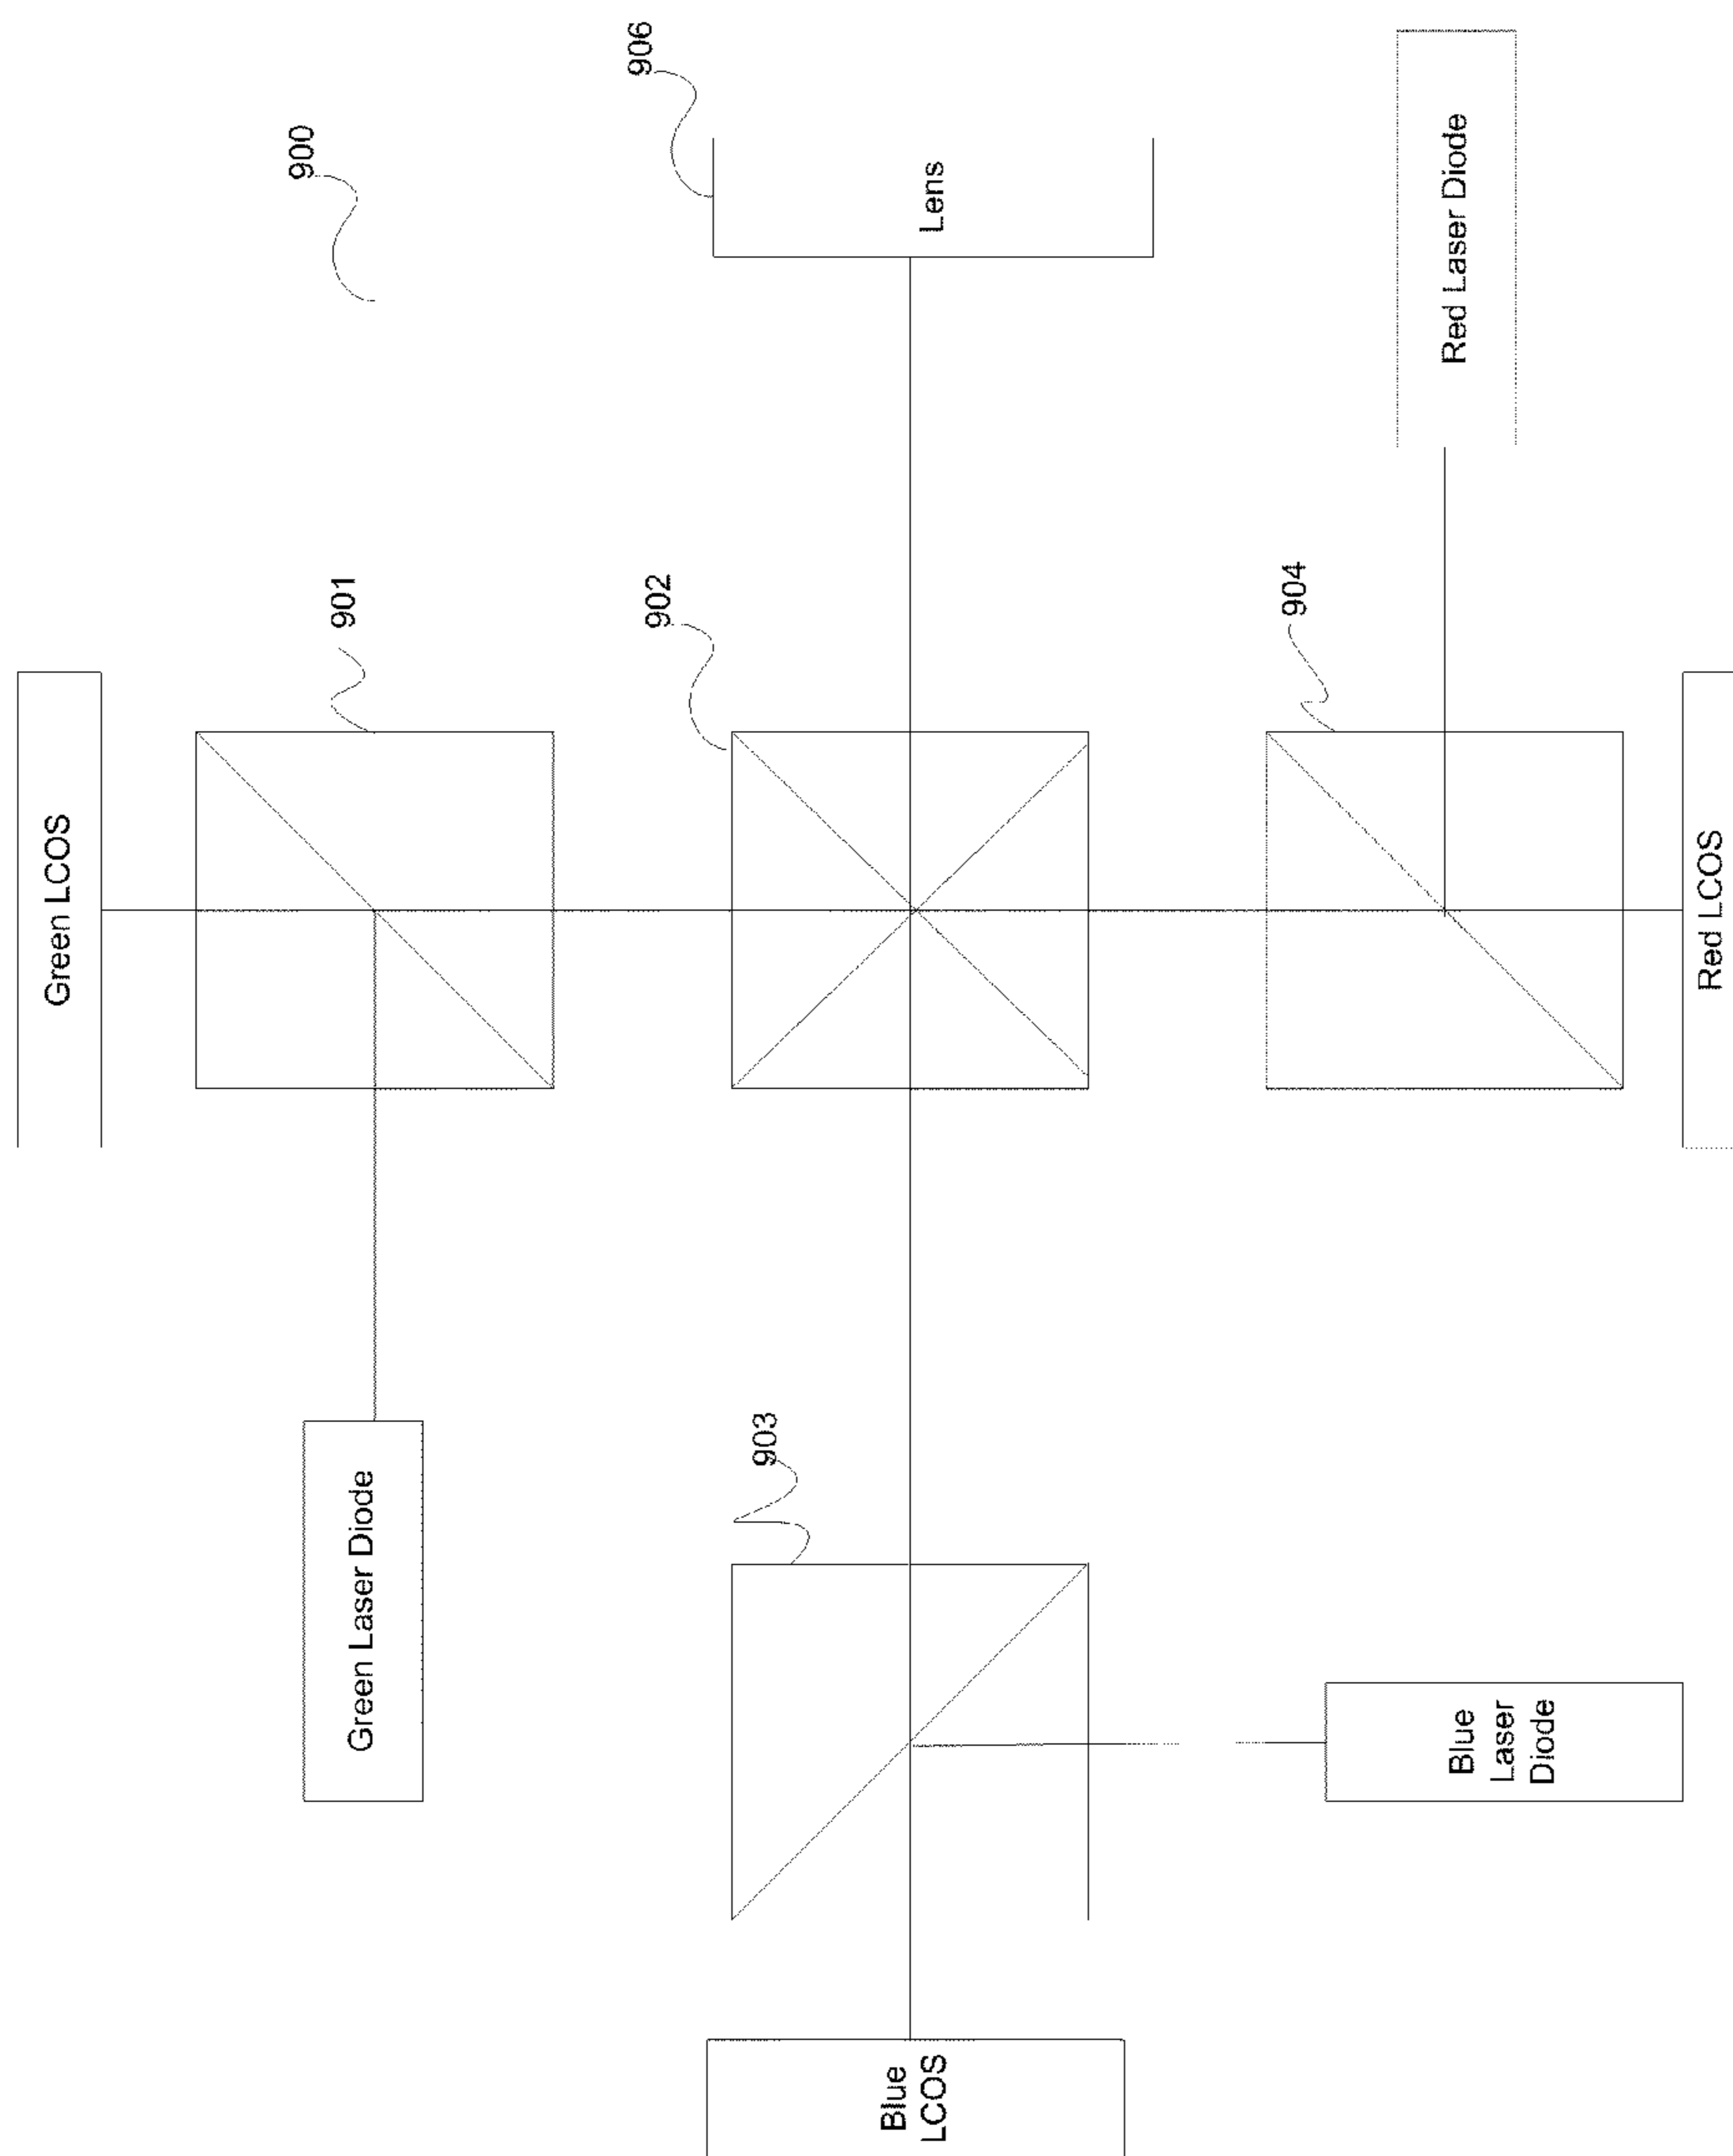 900
906
Lens
Red Laser Diode
Green LCOS
901
902
904
Red LCOS
Green Laser Diode
903
Blue
Laser
Diode
Blue
LCOS